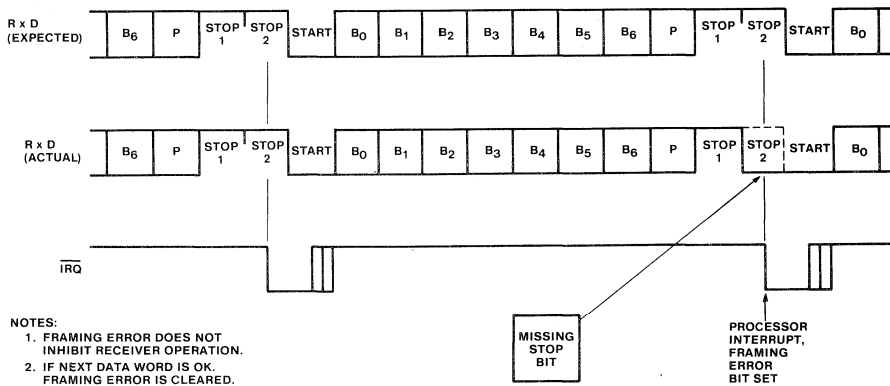 R x D
(EXPECTED)
B6 P STOP 1 STOP 2 START B0 B1 B2 B3 B4 B5 B6 P STOP 1 STOP 2 START B0
R x D
(ACTUAL)
B6 P STOP 1 STOP 2 START B0 B1 B2 B3 B4 B5 B6 P STOP 1 STOP 2 START B0
IRQ
NOTES:
1. FRAMING ERROR DOES NOT
INHIBIT RECEIVER OPERATION.
2. IF NEXT DATA WORD IS OK.
FRAMING ERROR IS CLEARED.
MISSING
STOP
BIT
PROCESSOR
INTERRUPT,
FRAMING
ERROR
BIT SET